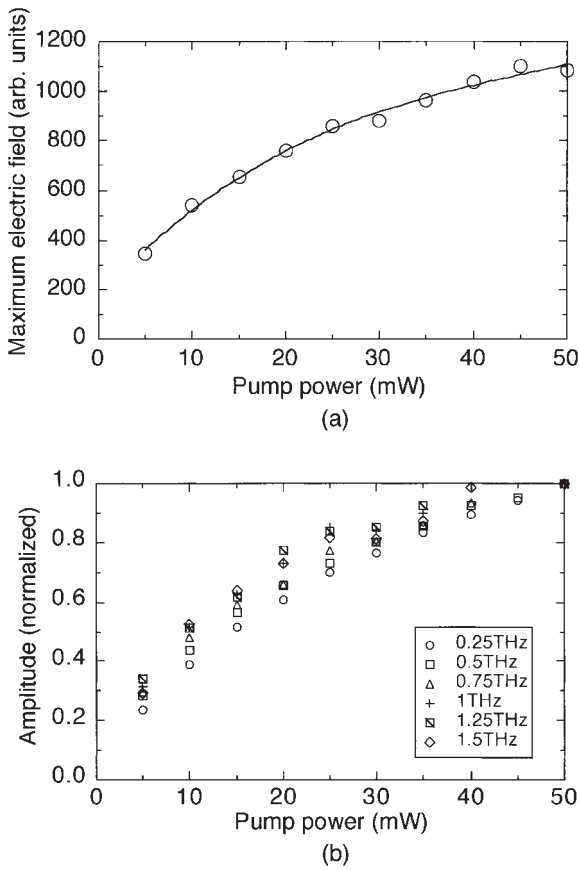 Maximum electric field (arb. units)
1200
1000
800
600
400
200
0
0 10 20 30 40 50
Pump power (mW)
(a)
Amplitude (normalized)
1.0
0.8
0.6
0.4
0.2
0.0
0.25THz
0.5THz
0.75THz
1THz
1.25THz
1.5THz
0 10 20 30 40 50
Pump power (mW)
(b)